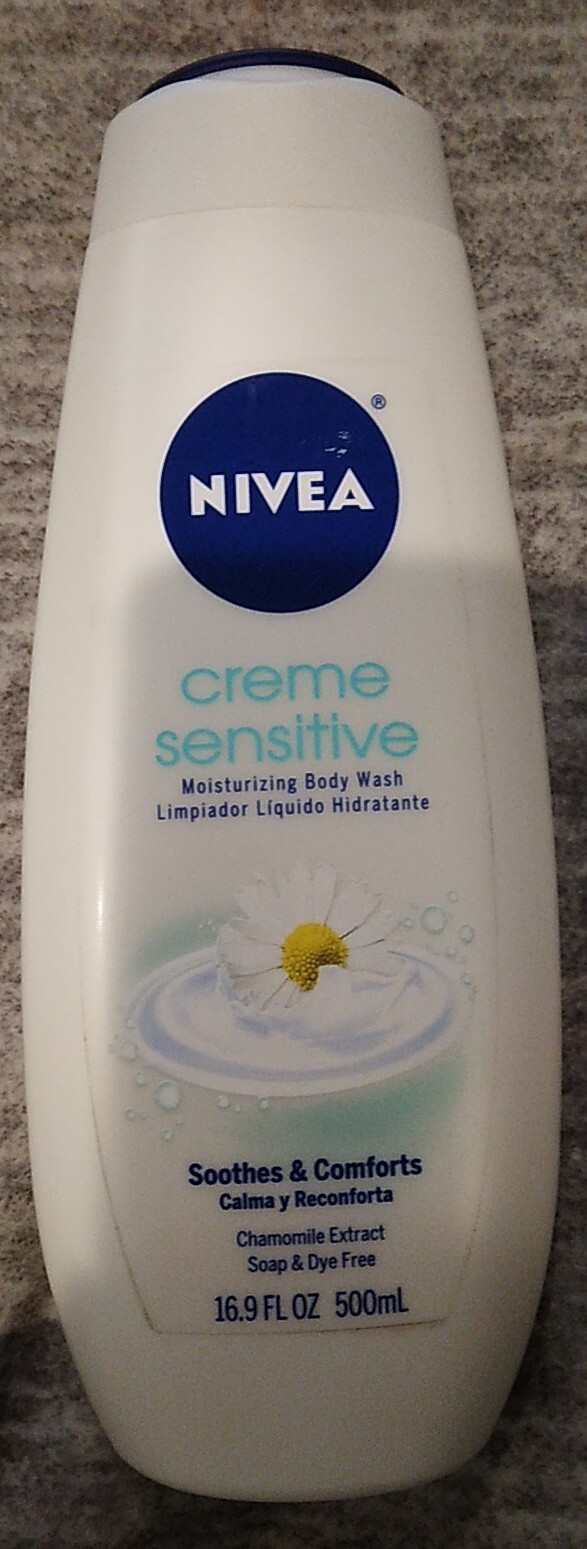 NIVEA®
creme
sensitive
Moisturizing Body Wash
Limpiador Líquido Hidratante
Soothes & Comforts
Calma y Reconforta
Chamomile Extract
Soap & Dye Free
16.9 FL OZ 500mL